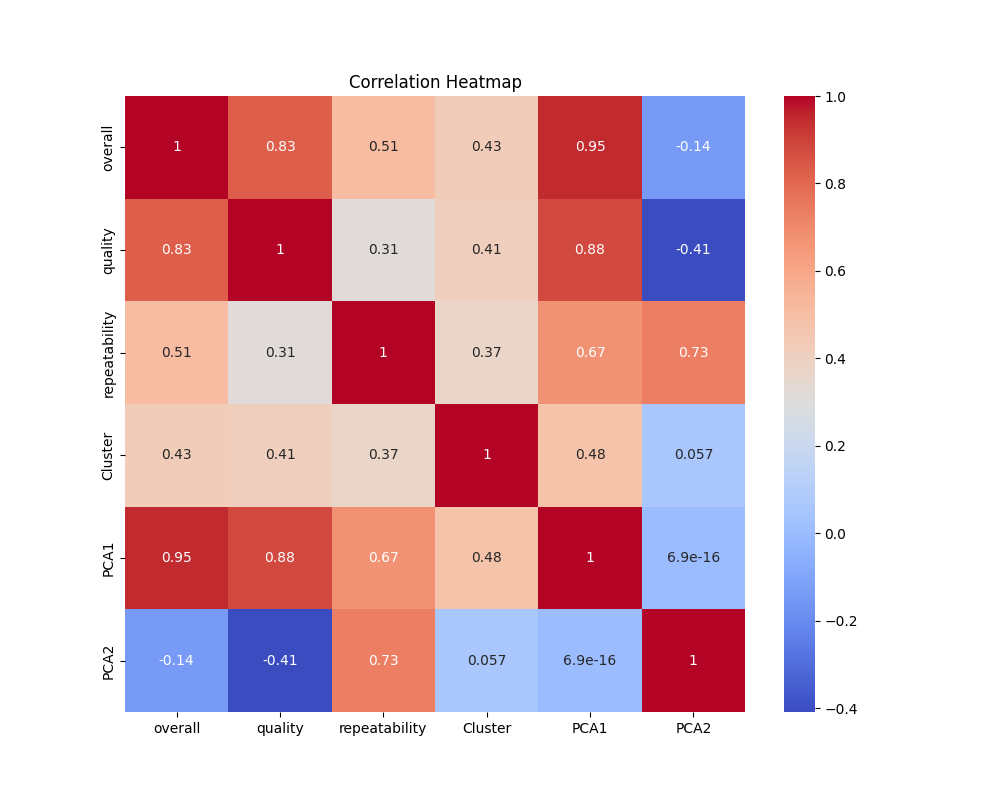 Correlation Heatmap
overall 1 0.83 0.51 0.43 0.95 -0.14
quality 0.83 1 0.31 0.41 0.88 -0.41
repeatability 0.51 0.31 1 0.37 0.67 0.73
Cluster 0.43 0.41 0.37 1 0.48 0.057
PCA1 0.95 0.88 0.67 0.48 1 6.9e-16
PCA2 -0.14 -0.41 0.73 0.057 6.9e-16 1
overall quality repeatability Cluster PCA1 PCA2
1.0
0.8
0.6
0.4
0.2
0.0
−0.2
−0.4